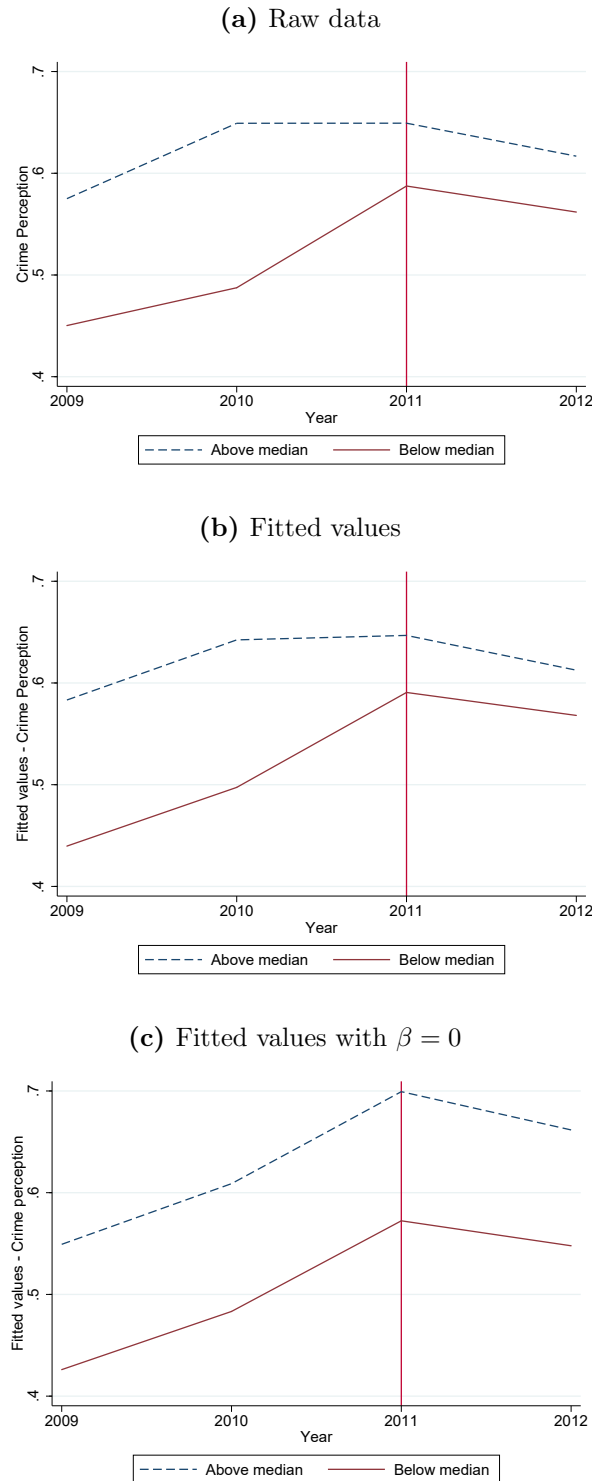 (a) Raw data
Crime Perception
.7
.6
.5
.4
2009 2010 2011 2012
Year
Above median Below median
(b) Fitted values
Fitted values - Crime Perception
.7
.6
.5
.4
2009 2010 2011 2012
Year
Above median Below median
(c) Fitted values with β = 0
Fitted values - Crime perception
.7
.6
.5
.4
2009 2010 2011 2012
Year
Above median Below median